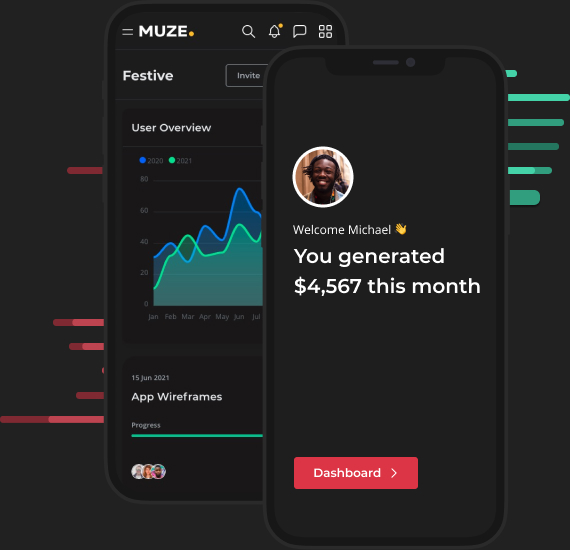 MUZE.
Festive
Invite
User Overview
2020 2021
80
60
40
20
0
Jan Feb Mar Apr May Jun Jul
15 Jun 2021
App Wireframes
Progress
Welcome Michael 👋
You generated
$4,567 this month
Dashboard